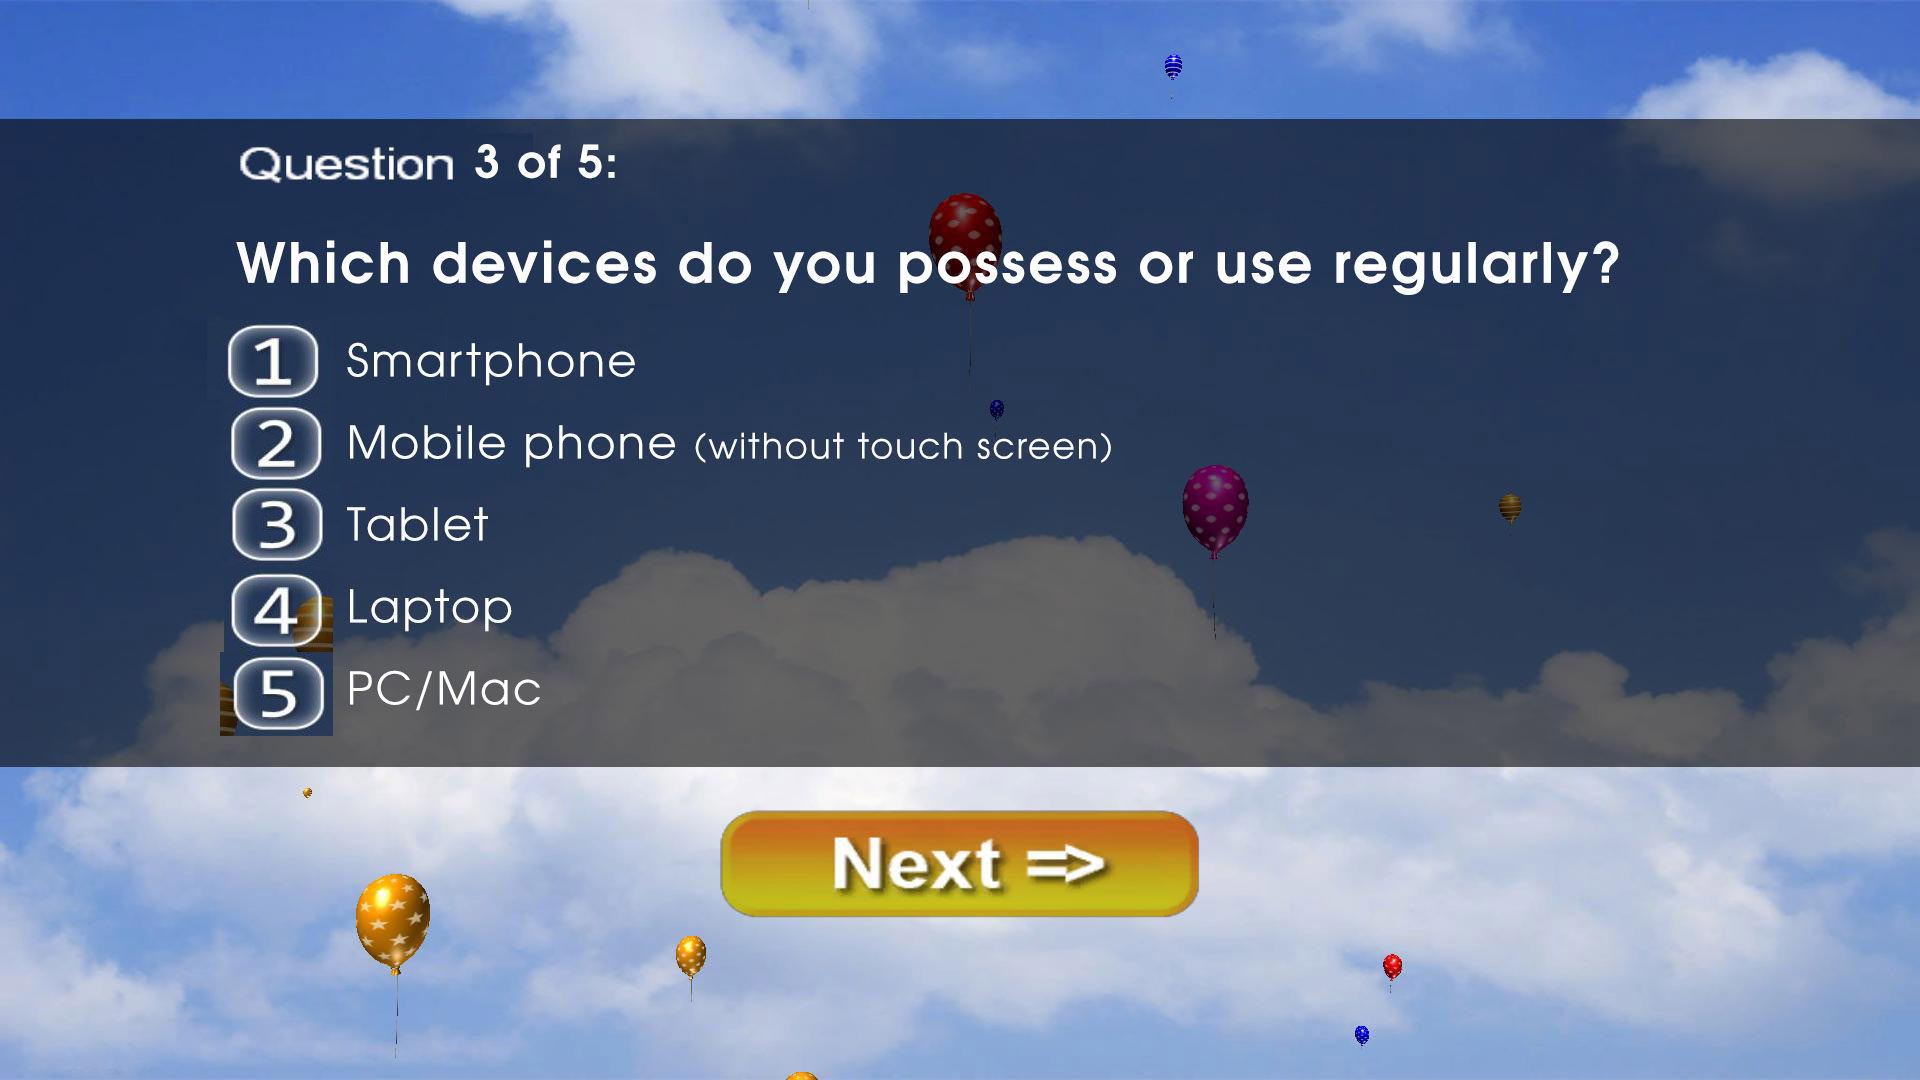 Question 3 of 5:
Which devices do you possess or use regularly?
1 Smartphone
2 Mobile phone (without touch screen)
3 Tablet
4 Laptop
5 PC/Mac
Next =>